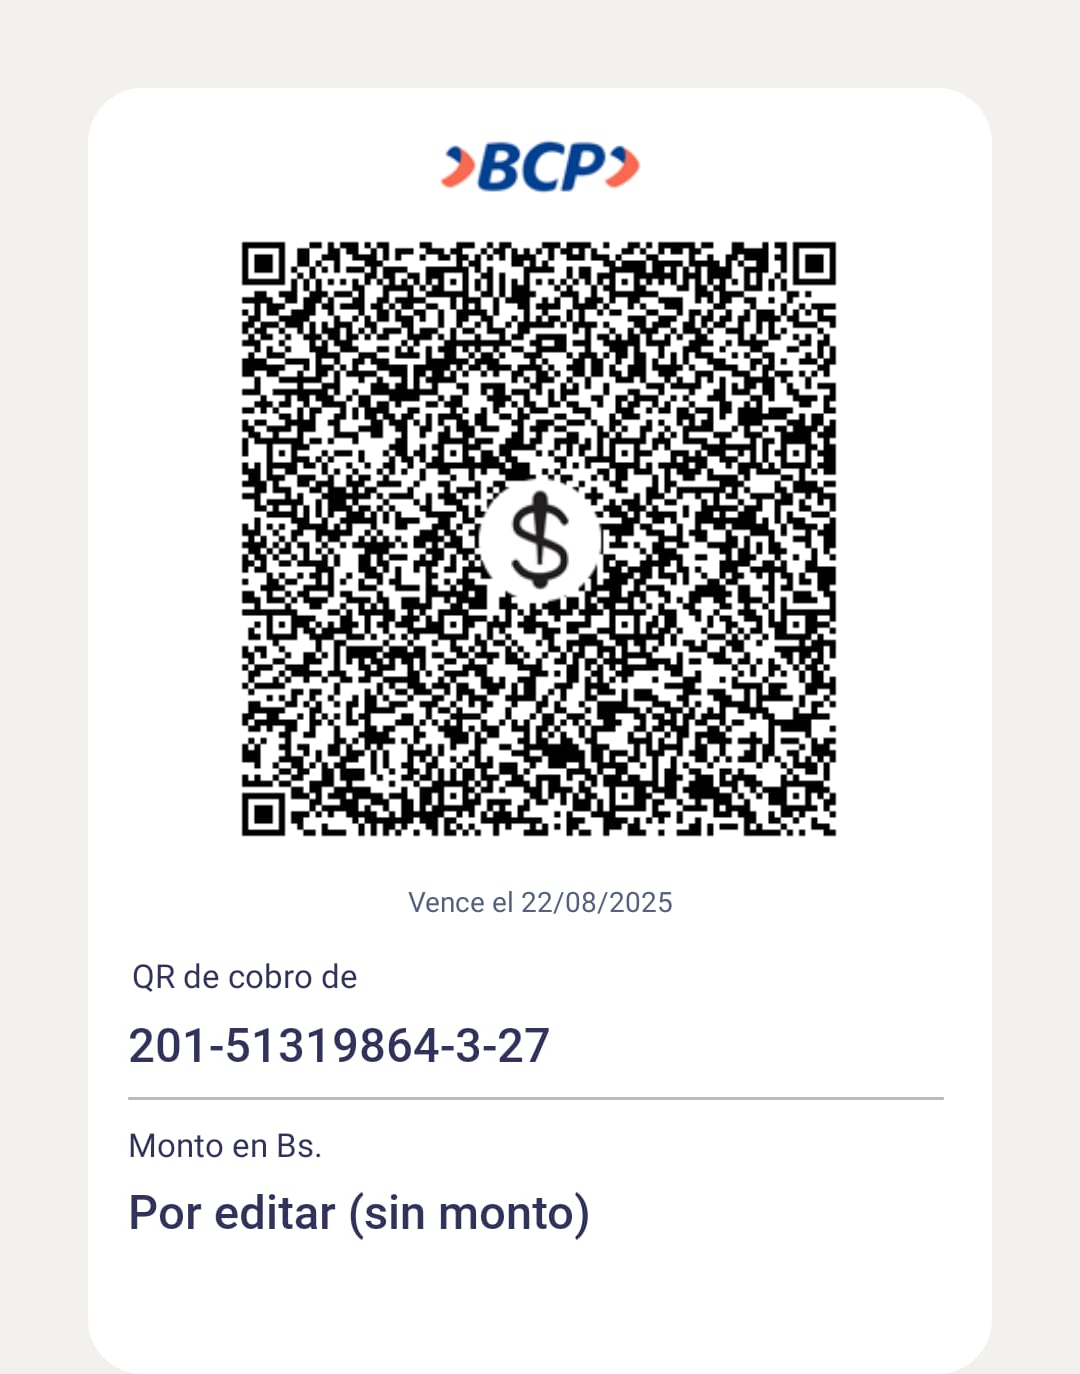 BCP
$
Vence el 22/08/2025
QR de cobro de
201-51319864-3-27
Monto en Bs.
Por editar (sin monto)